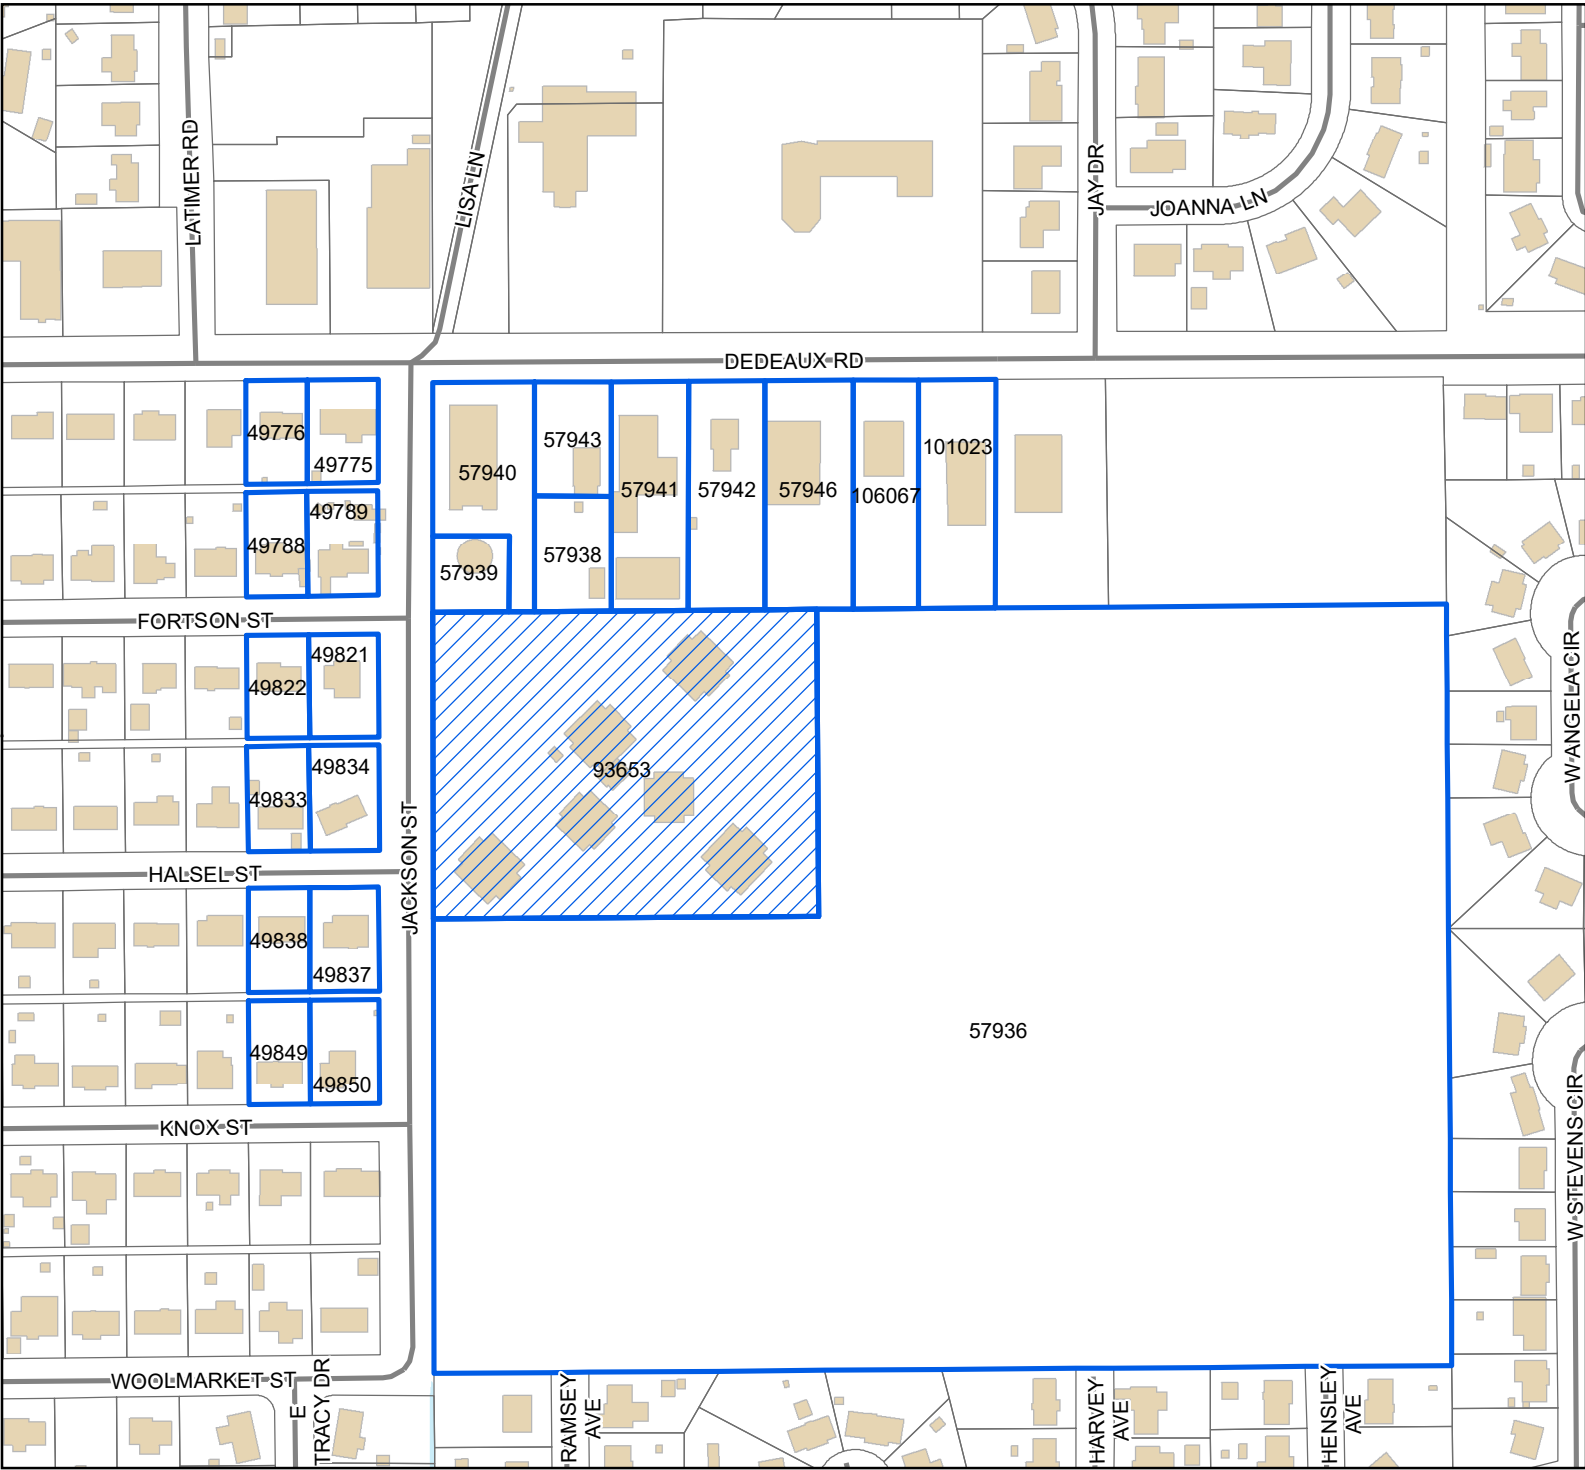 LATIMER RD
LISA LN
JAY DR
JOANNA LN
DEDEAUX RD
49776
49775
57940
57943
57941
57942
57946
106067
101023
49789
49788
57939
57938
FORTSON ST
49821
49822
93653
49834
49833
JACKSON ST
W ANGELA CIR
HALSEL ST
49838
49837
57936
49849
49850
KNOX ST
W STEVENS CIR
WOOLMARKET ST
E
TRACY DR
RAMSEY
AVE
HARVEY
AVE
HENSLEY
AVE